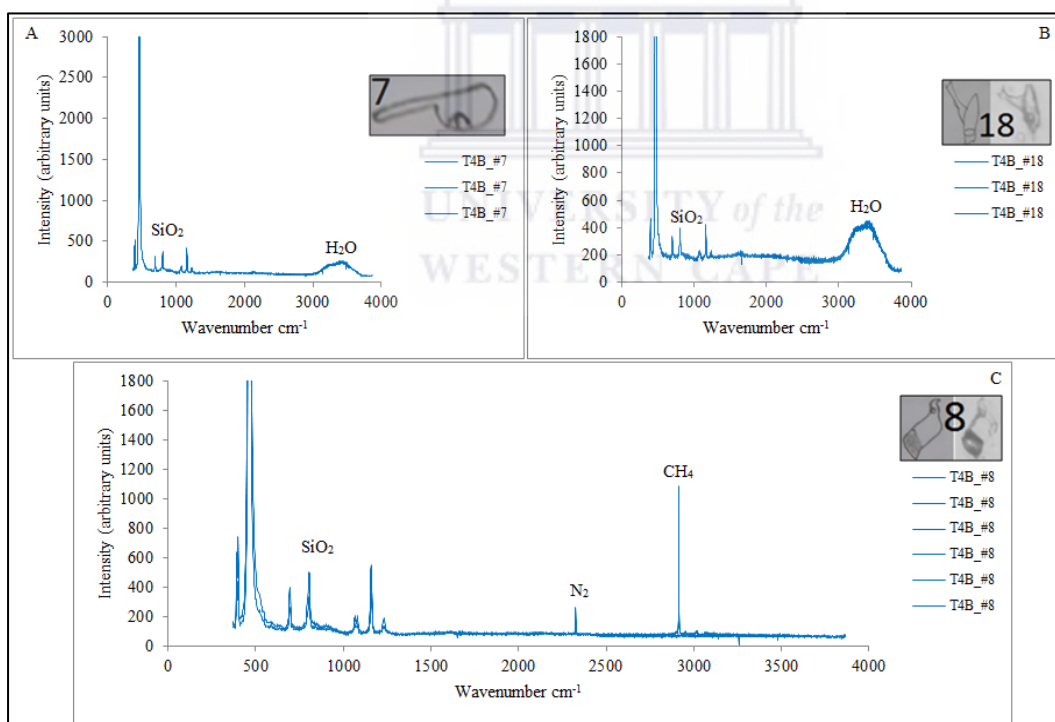 A
3000
2500
2000
1500
1000
500
0
Intensity (arbitrary units)
SiO₂
H₂O
0 1000 2000 3000 4000
Wavenumber cm⁻¹
7
T4B_#7
T4B_#7
T4B_#7
B
1800
1600
1400
1200
1000
800
600
400
200
0
Intensity (arbitrary units)
SiO₂
H₂O
0 1000 2000 3000 4000
Wavenumber cm⁻¹
18
T4B_#18
T4B_#18
T4B_#18
UNIVERSITY of the
WESTERN CAPE
C
1800
1600
1400
1200
1000
800
600
400
200
0
Intensity (arbitrary units)
SiO₂
N₂
CH₄
0 500 1000 1500 2000 2500 3000 3500 4000
Wavenumber cm⁻¹
8
T4B_#8
T4B_#8
T4B_#8
T4B_#8
T4B_#8
T4B_#8